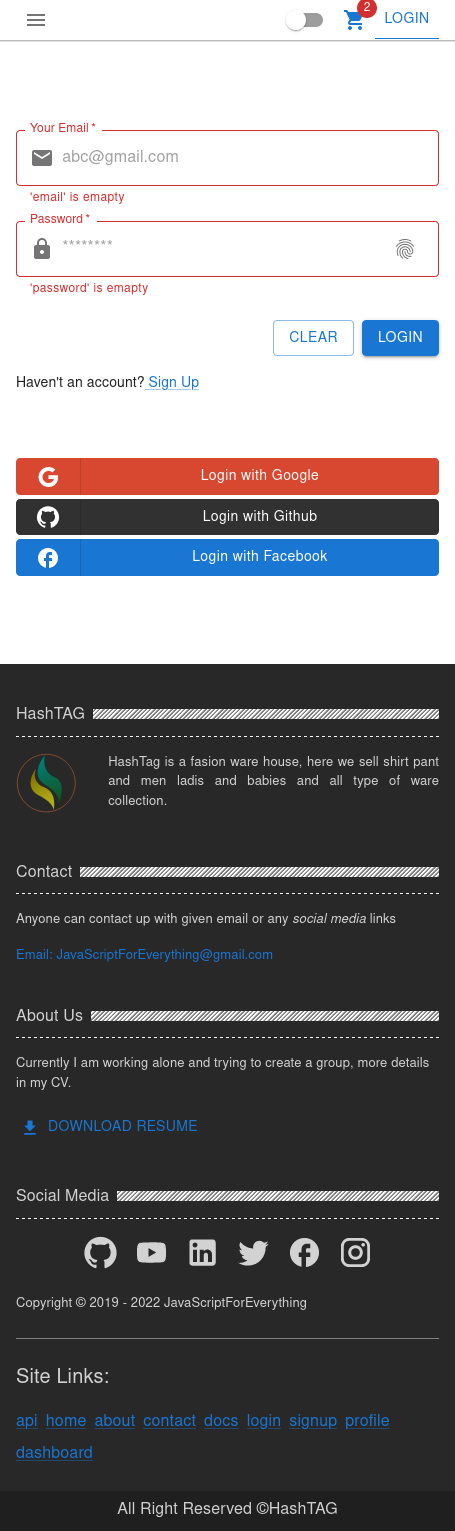 2
LOGIN
Your Email *
abc@gmail.com
'email' is emapty
Password *
********
'password' is emapty
CLEAR
LOGIN
Haven't an account? Sign Up
Login with Google
Login with Github
Login with Facebook
HashTAG
HashTag is a fasion ware house, here we sell shirt pant
and men ladis and babies and all type of ware
collection.
Contact
Anyone can contact up with given email or any social media links
Email: JavaScriptForEverything@gmail.com
About Us
Currently I am working alone and trying to create a group, more details
in my CV.
DOWNLOAD RESUME
Social Media
Copyright © 2019 - 2022 JavaScriptForEverything
Site Links:
api home about contact docs login signup profile
dashboard
All Right Reserved ©HashTAG